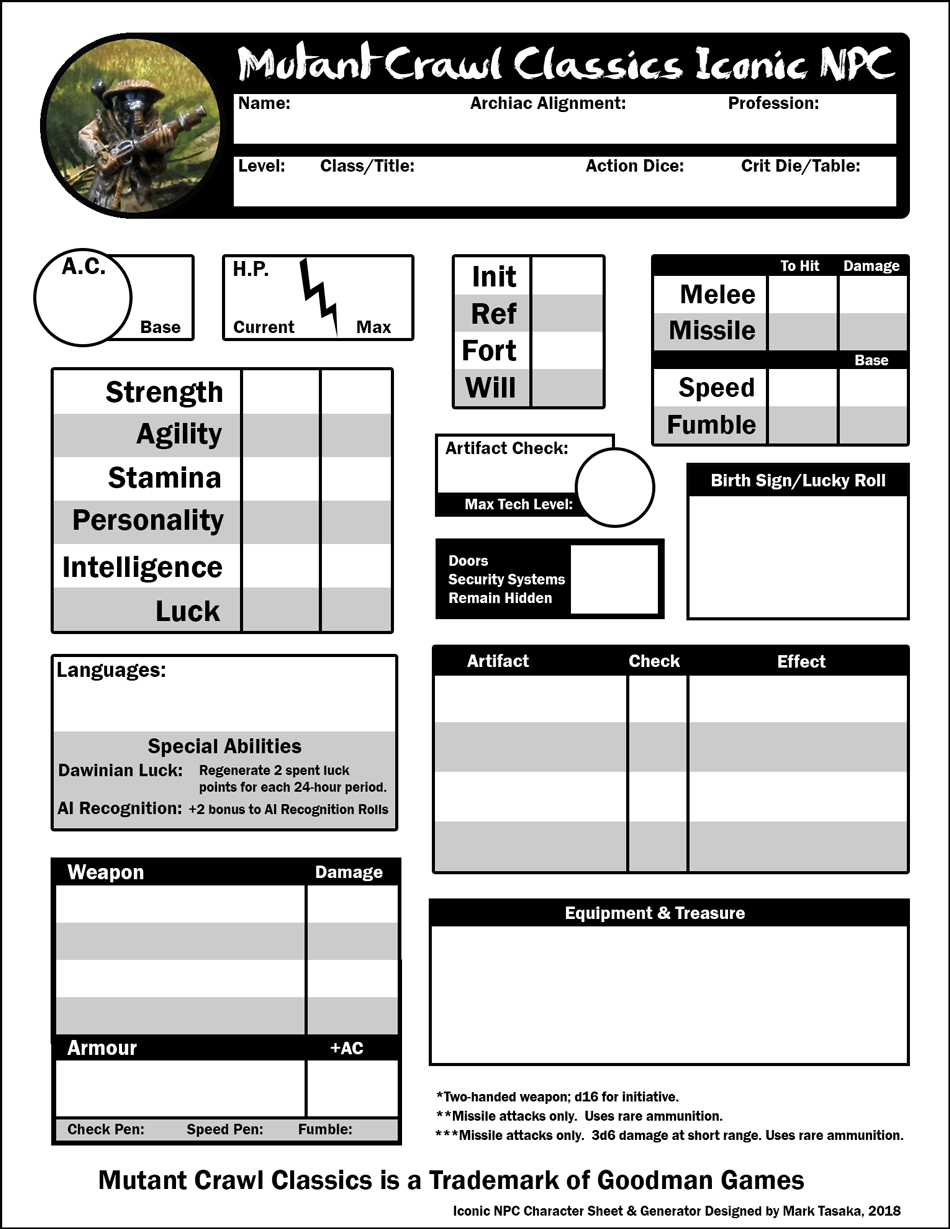 Mutant Crawl Classics Iconic NPC
Name: Archiac Alignment: Profession:
Level: Class/Title: Action Dice: Crit Die/Table:
A.C.
Base
H.P.
Current Max
Init
Ref
Fort
Will
To Hit Damage
Melee
Missile
Base
Speed
Fumble
Strength
Agility
Stamina
Personality
Intelligence
Luck
Artifact Check:
Max Tech Level:
Doors
Security Systems
Remain Hidden
Birth Sign/Lucky Roll
Languages:
Special Abilities
Dawinian Luck: Regenerate 2 spent luck
points for each 24-hour period.
AI Recognition: +2 bonus to AI Recognition Rolls
Artifact Check Effect
Weapon Damage
Armour +AC
Check Pen: Speed Pen: Fumble:
Equipment & Treasure
*Two-handed weapon; d16 for initiative.
**Missile attacks only. Uses rare ammunition.
***Missile attacks only. 3d6 damage at short range. Uses rare ammunition.
Mutant Crawl Classics is a Trademark of Goodman Games
Iconic NPC Character Sheet & Generator Designed by Mark Tasaka, 2018